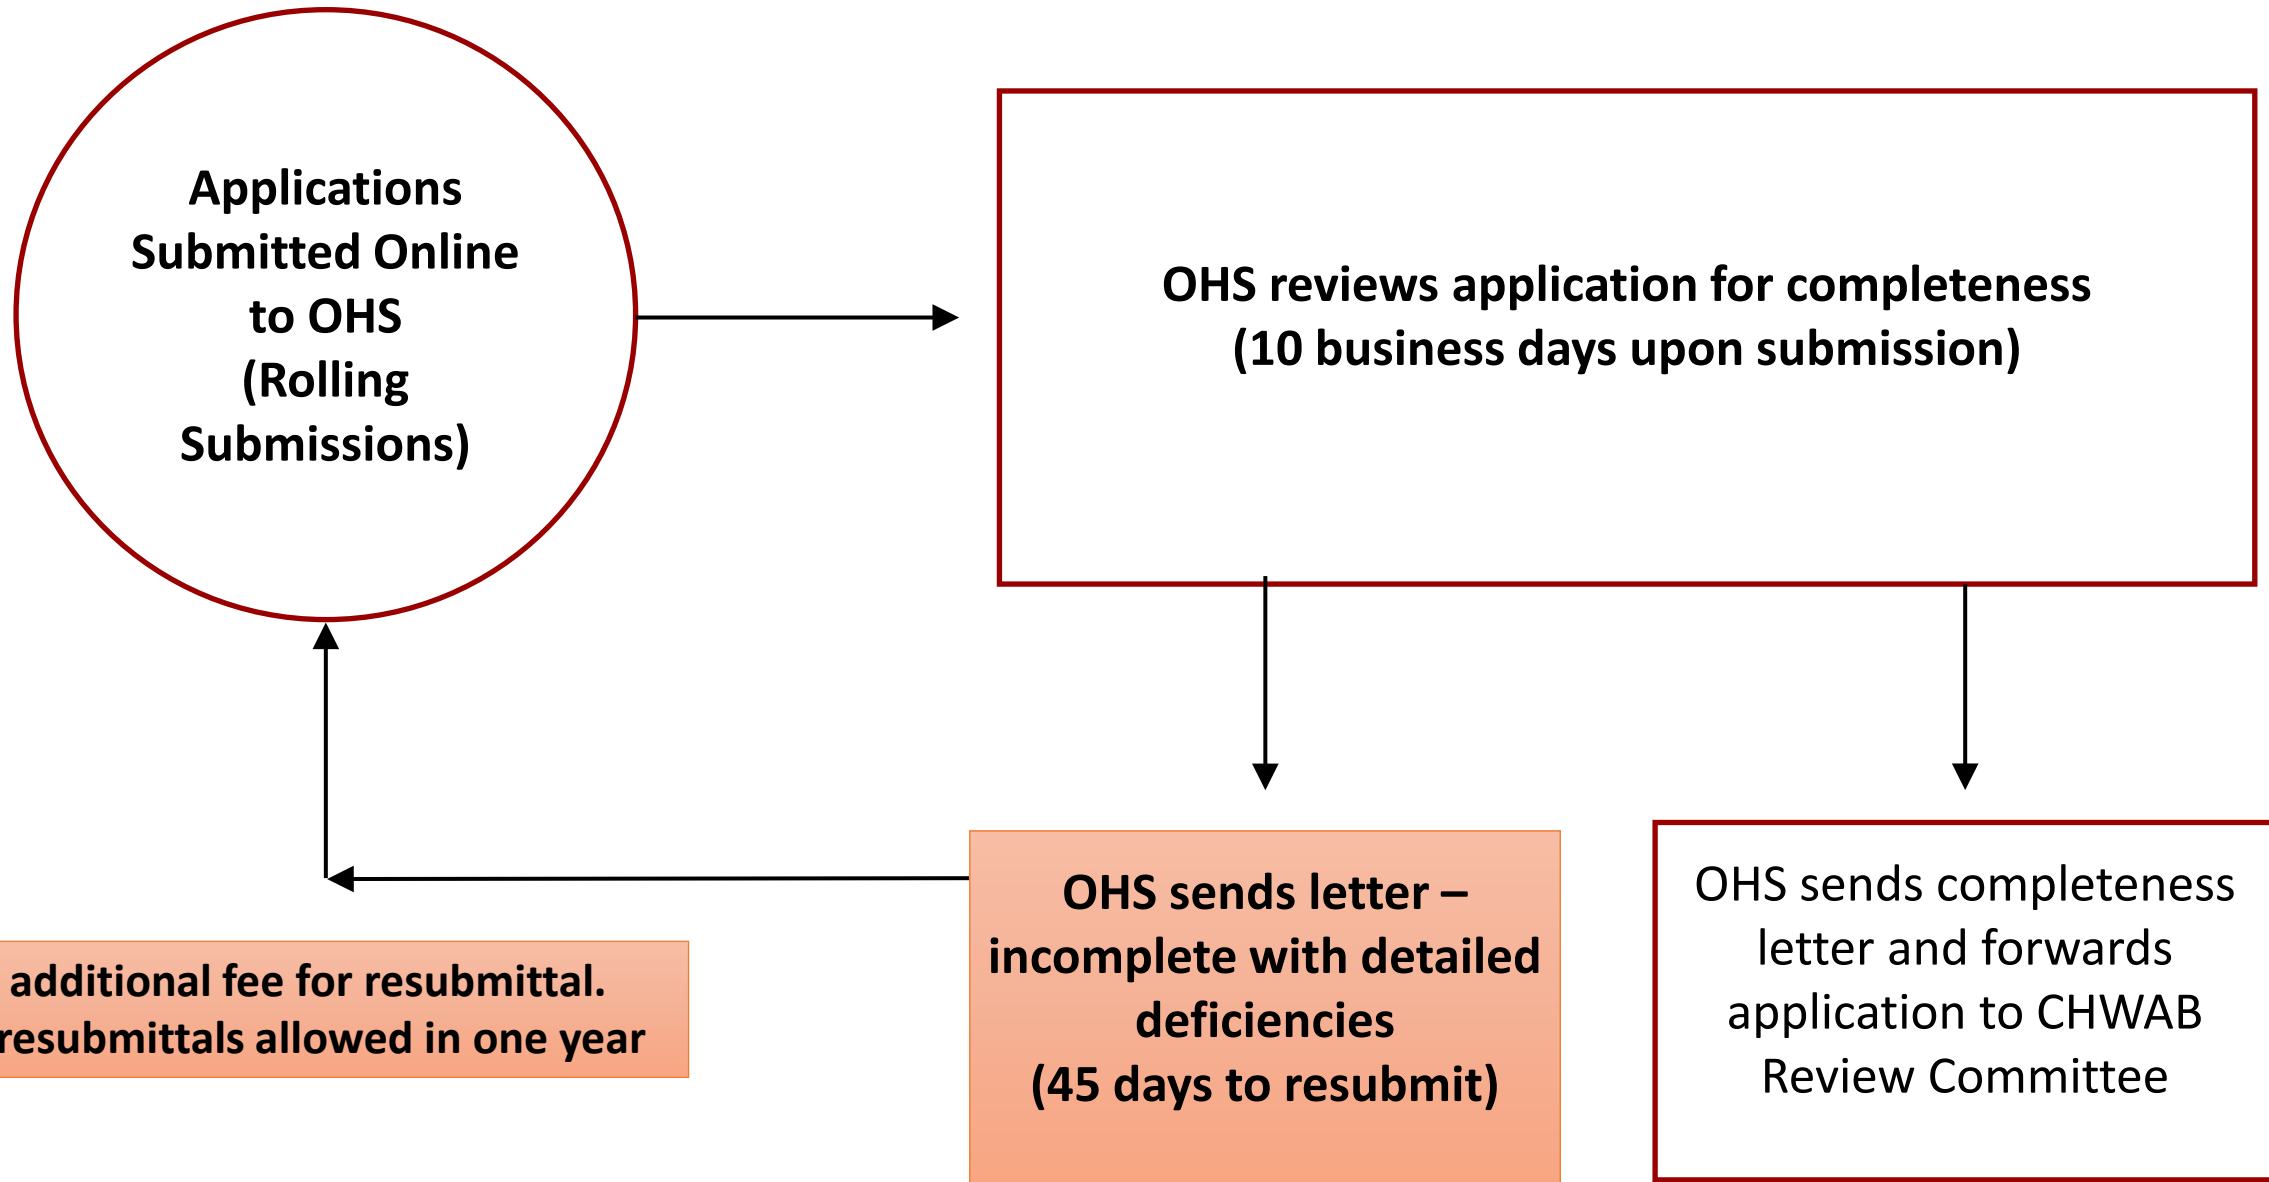 Applications
Submitted Online
to OHS
(Rolling
Submissions)
OHS reviews application for completeness
(10 business days upon submission)
additional fee for resubmittal.
resubmittals allowed in one year
OHS sends letter –
incomplete with detailed
deficiencies
(45 days to resubmit)
OHS sends completeness
letter and forwards
application to CHWAB
Review Committee